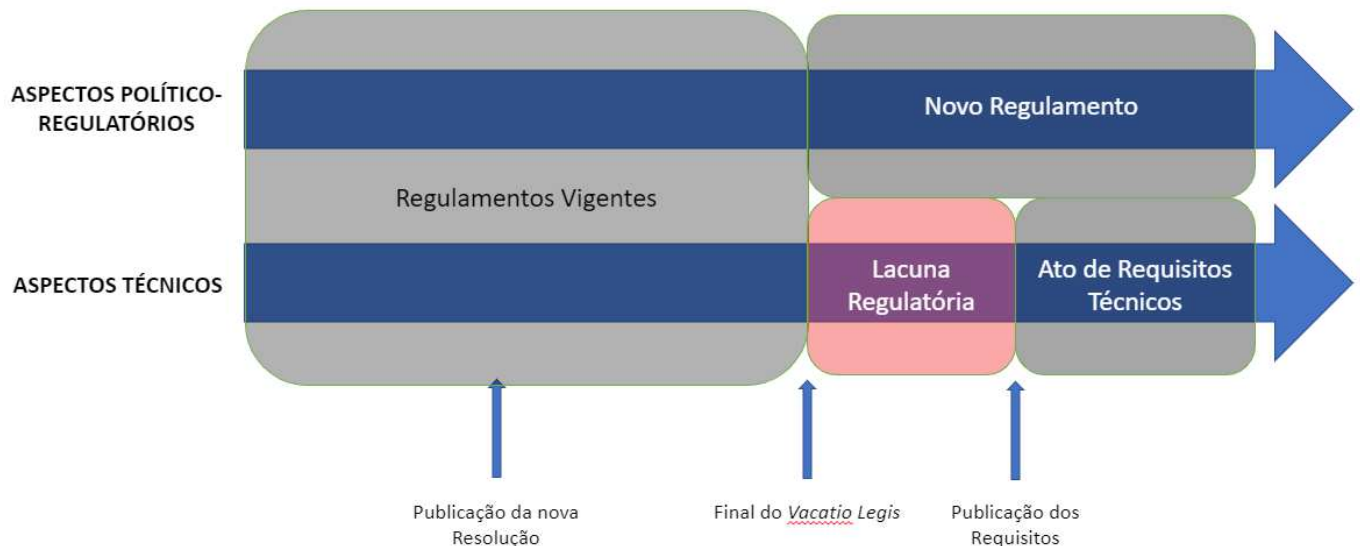 ASPECTOS POLÍTICO-
REGULATÓRIOS
Novo Regulamento
Regulamentos Vigentes
ASPECTOS TÉCNICOS
Lacuna
Regulatória
Ato de Requisitos
Técnicos
Publicação da nova
Resolução
Final do Vacatio Legis
Publicação dos
Requisitos